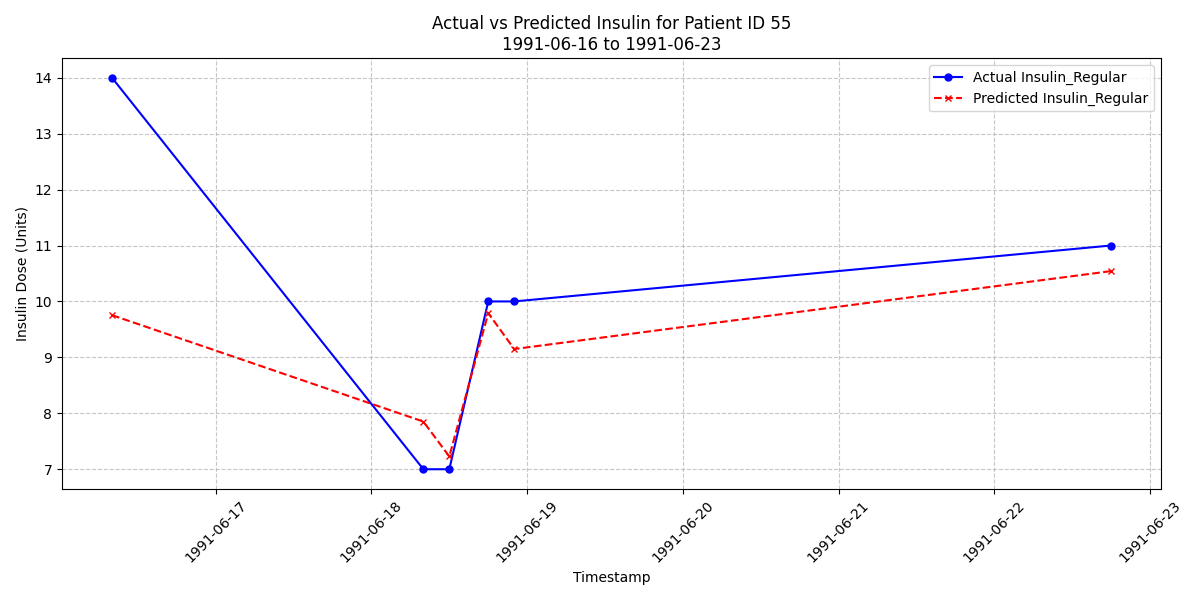 Actual vs Predicted Insulin for Patient ID 55
1991-06-16 to 1991-06-23
Actual Insulin_Regular
Predicted Insulin_Regular
Insulin Dose (Units)
14
13
12
11
10
9
8
7
1991-06-17
1991-06-18
1991-06-19
1991-06-20
1991-06-21
1991-06-22
1991-06-23
Timestamp